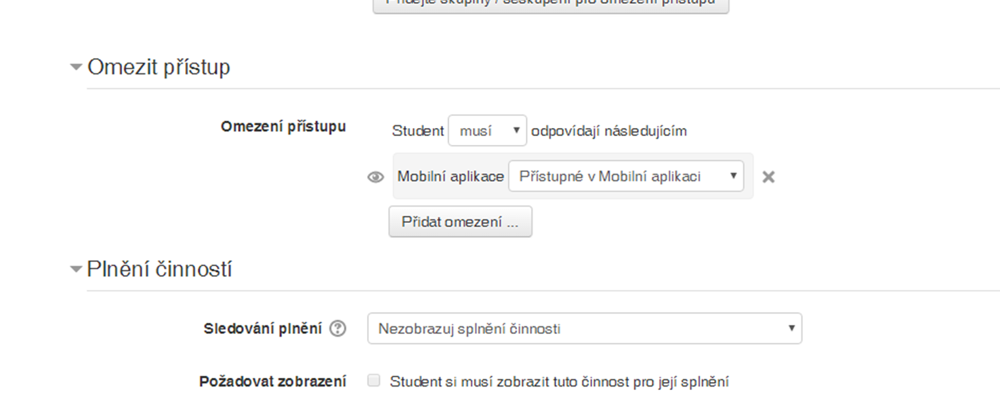 Přidejte skupiny / seskupení pro omezení přístupu
Omezit přístup
Omezení přístupu Student musí odpovídají následujícím
Mobilní aplikace Přístupné v Mobilní aplikaci
Přidat omezení ...
Plnění činností
Sledování plnění Nezobrazuj splnění činnosti
Požadovat zobrazení Student si musí zobrazit tuto činnost pro její splnění